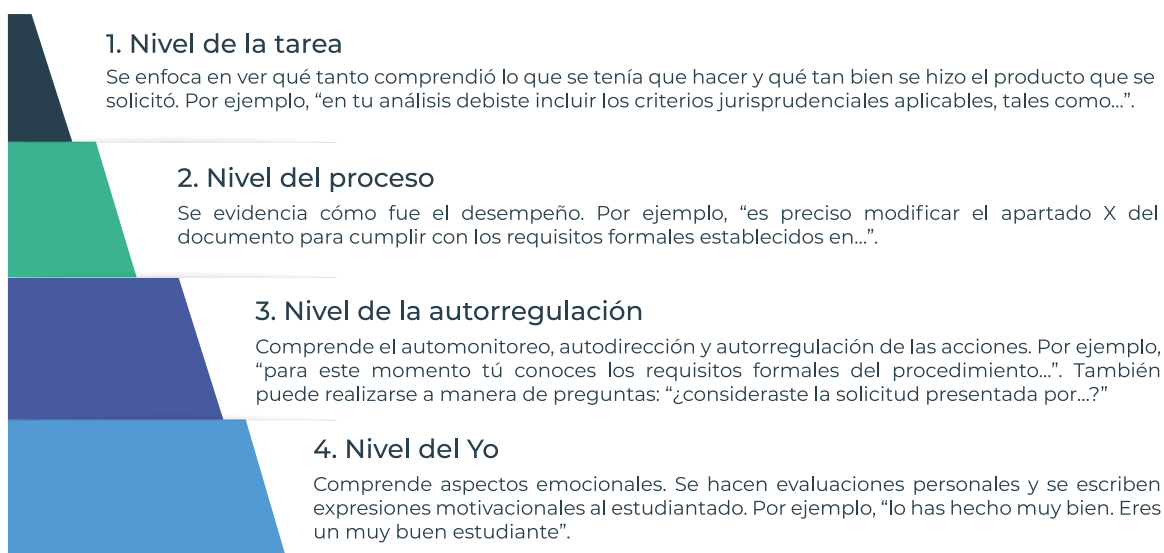 1. Nivel de la tarea
Se enfoca en ver qué tanto comprendió lo que se tenía que hacer y qué tan bien se hizo el producto que se
solicitó. Por ejemplo, “en tu análisis debiste incluir los criterios jurisprudenciales aplicables, tales como...”.
2. Nivel del proceso
Se evidencia cómo fue el desempeño. Por ejemplo, “es preciso modificar el apartado X del
documento para cumplir con los requisitos formales establecidos en...”.
3. Nivel de la autorregulación
Comprende el automonitoreo, autodirección y autorregulación de las acciones. Por ejemplo,
“para este momento tú conoces los requisitos formales del procedimiento...”. También
puede realizarse a manera de preguntas: “¿consideraste la solicitud presentada por...?”
4. Nivel del Yo
Comprende aspectos emocionales. Se hacen evaluaciones personales y se escriben
expresiones motivacionales al estudiantado. Por ejemplo, “lo has hecho muy bien. Eres
un muy buen estudiante”.